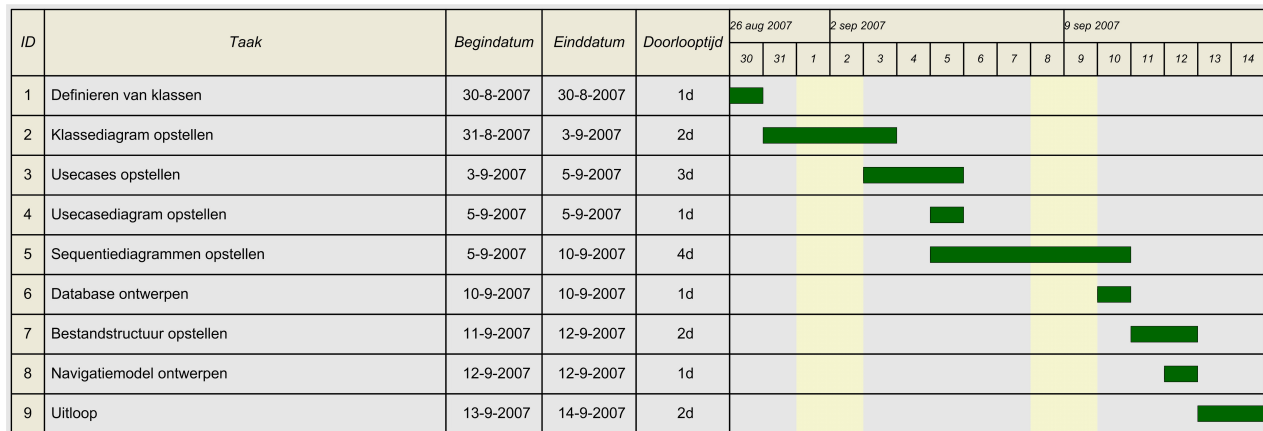 ID Taak Begindatum Einddatum Doorlooptijd 26 aug 2007 2 sep 2007 9 sep 2007
30 31 1 2 3 4 5 6 7 8 9 10 11 12 13 14
1 Definieren van klassen 30-8-2007 30-8-2007 1d
2 Klassediagram opstellen 31-8-2007 3-9-2007 2d
3 Usecases opstellen 3-9-2007 5-9-2007 3d
4 Usecasediagram opstellen 5-9-2007 5-9-2007 1d
5 Sequentiediagrammen opstellen 5-9-2007 10-9-2007 4d
6 Database ontwerpen 10-9-2007 10-9-2007 1d
7 Bestandstructuur opstellen 11-9-2007 12-9-2007 2d
8 Navigatiemodel ontwerpen 12-9-2007 12-9-2007 1d
9 Uitloop 13-9-2007 14-9-2007 2d